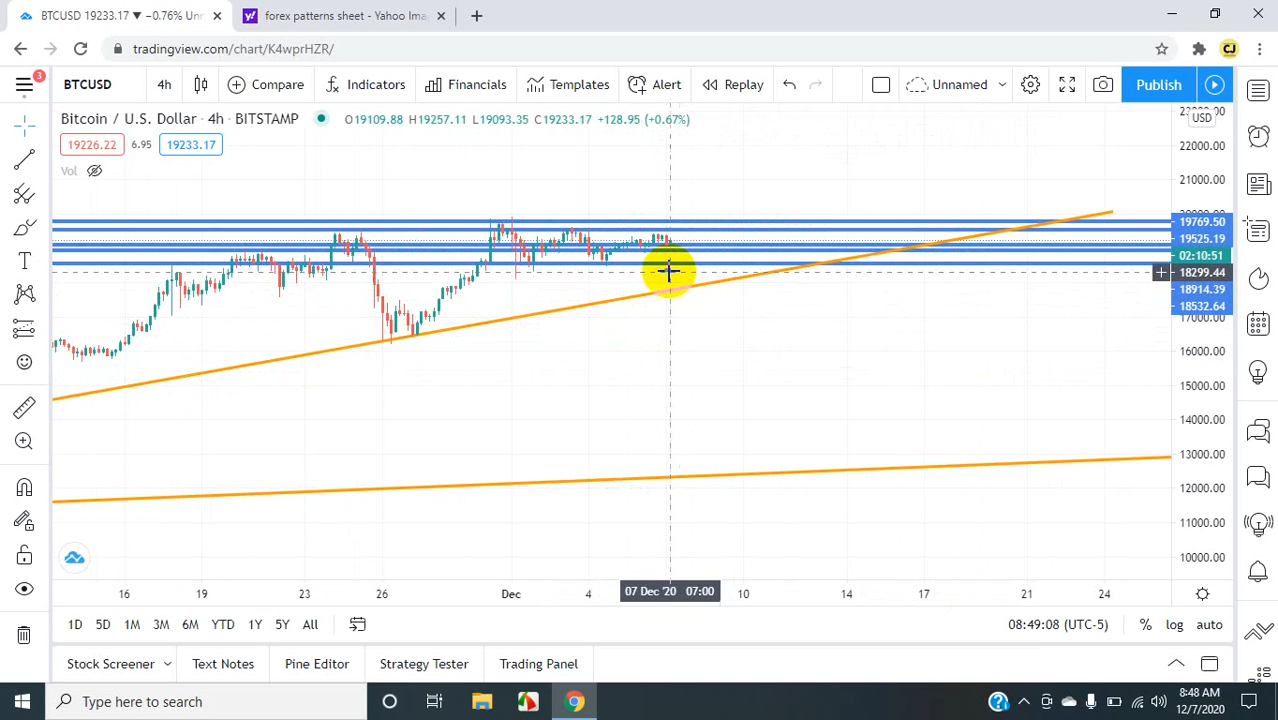 BTCUSD 19233.17 ▼ −0.76% Unn
forex patterns sheet - Yahoo Ima
tradingview.com/chart/K4wprHZR/
CJ
3
BTCUSD
4h
Compare
Indicators
Financials
Templates
Alert
Replay
Unnamed
Publish
Bitcoin / U.S. Dollar · 4h · BITSTAMP
O19109.88 H19257.11 L19093.35 C19233.17 +128.95 (+0.67%)
19226.22 6.95 19233.17
Vol
USD
22000.00
21000.00
20000.00
19769.50
19525.19
02:10:51
18299.44
18914.39
18532.64
17000.00
16000.00
15000.00
14000.00
13000.00
12000.00
11000.00
10000.00
16 19 23 26 Dec 4 07 Dec '20 07:00 10 14 17 21 24
1D 5D 1M 3M 6M YTD 1Y 5Y All
08:49:08 (UTC-5) % log auto
Stock Screener Text Notes Pine Editor Strategy Tester Trading Panel
Type here to search
8:48 AM
12/7/2020